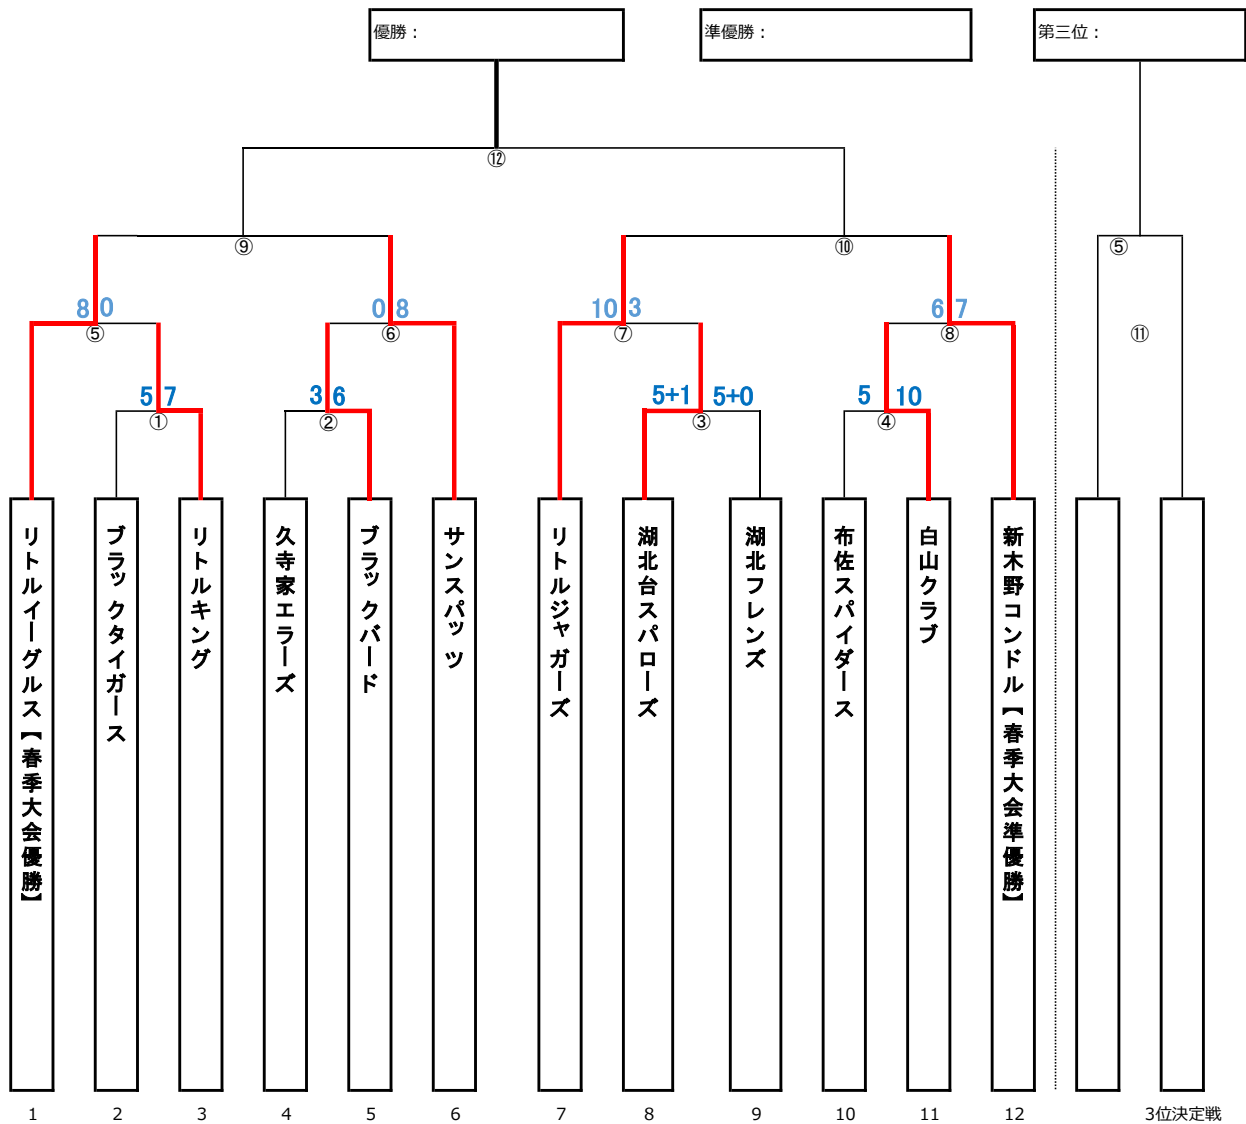 優勝：
準優勝：
第三位：
⑫
⑨
⑩
⑤
8 0
0 8
10 3
6 7
⑤
⑥
⑦
⑧
⑪
5 7
3 6
5+1 5+0
5 10
①
②
③
④
リトルイーグルス【春季大会優勝】
ブラックタイガース
リトルキング
久寺家エラーズ
ブラックバード
サンスパッツ
リトルジャガーズ
湖北台スパローズ
湖北フレンズ
布佐スパイダース
白山クラブ
新木野コンドル【春季大会準優勝】
1 2 3 4 5 6 7 8 9 10 11 12 3位決定戦